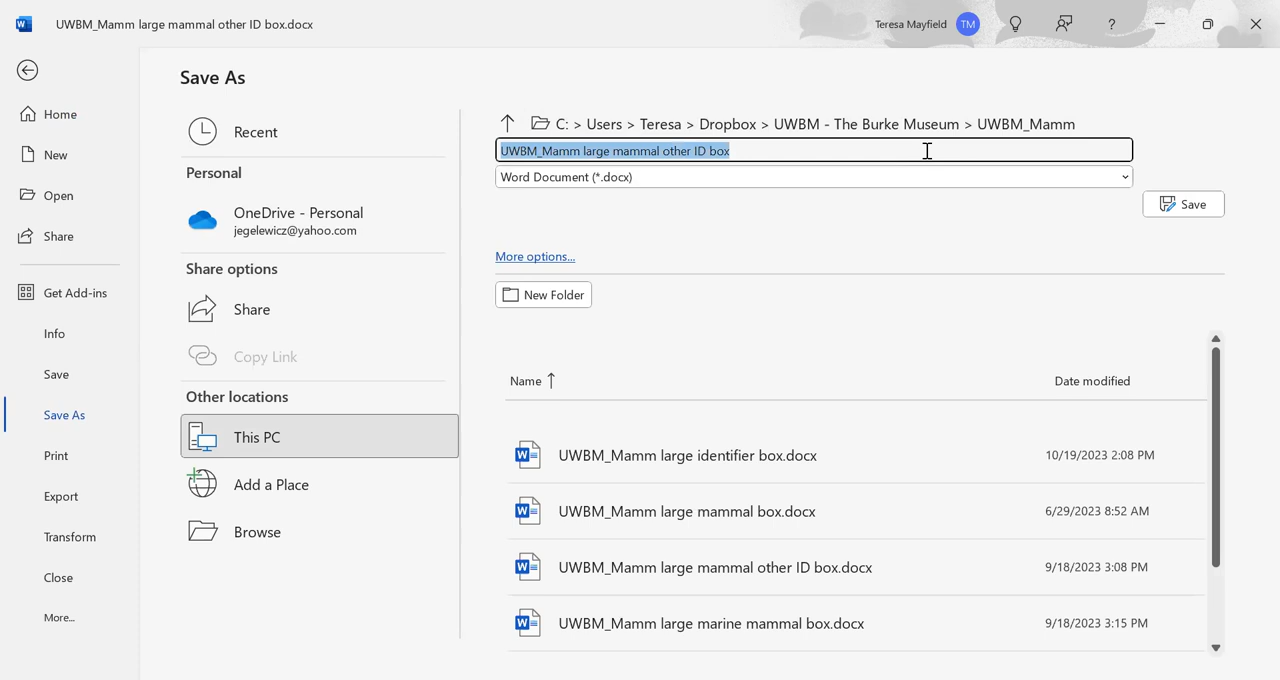 UWBM_Mamm large mammal other ID box.docx
Teresa Mayfield
TM
?
Save As
Home
New
Open
Share
Get Add-ins
Info
Save
Save As
Print
Export
Transform
Close
More...
Recent
Personal
OneDrive - Personal
jegelewicz@yahoo.com
Share options
Share
Copy Link
Other locations
This PC
Add a Place
Browse
C: > Users > Teresa > Dropbox > UWBM - The Burke Museum > UWBM_Mamm
UWBM_Mamm large mammal other ID box
Word Document (*.docx)
Save
More options...
New Folder
Name ↑ Date modified
UWBM_Mamm large identifier box.docx 10/19/2023 2:08 PM
UWBM_Mamm large mammal box.docx 6/29/2023 8:52 AM
UWBM_Mamm large mammal other ID box.docx 9/18/2023 3:08 PM
UWBM_Mamm large marine mammal box.docx 9/18/2023 3:15 PM